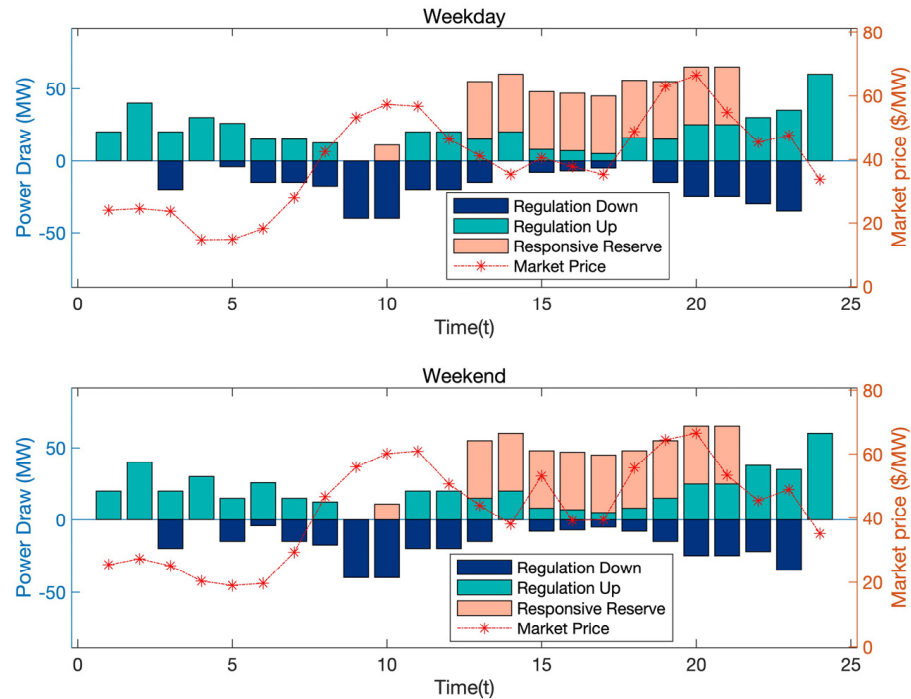 Weekday
80
50
60
0
40
-50
20
0
Power Draw (MW)
Market price ($/MW)
Regulation Down
Regulation Up
Responsive Reserve
Market Price
0 5 10 15 20 25
Time(t)
Weekend
80
50
60
0
40
-50
20
0
Power Draw (MW)
Market price ($/MW)
Regulation Down
Regulation Up
Responsive Reserve
Market Price
0 5 10 15 20 25
Time(t)